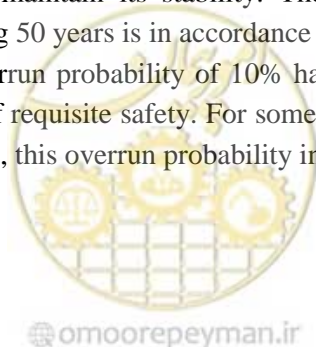 maintain its stability. The
g 50 years is in accordance
rrun probability of 10% ha
f requisite safety. For some
, this overrun probability in
@omoorepeyman.ir